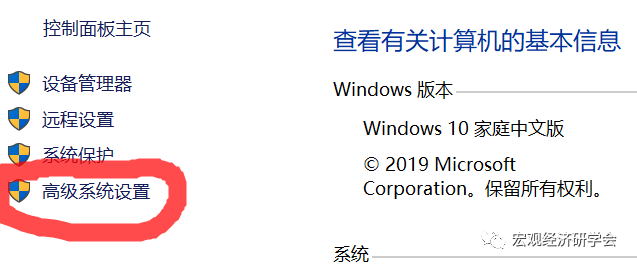 控制面板主页
设备管理器
远程设置
系统保护
高级系统设置
查看有关计算机的基本信息
Windows 版本
Windows 10 家庭中文版
© 2019 Microsoft
Corporation。保留所有权利。
系统
宏观经济研学会